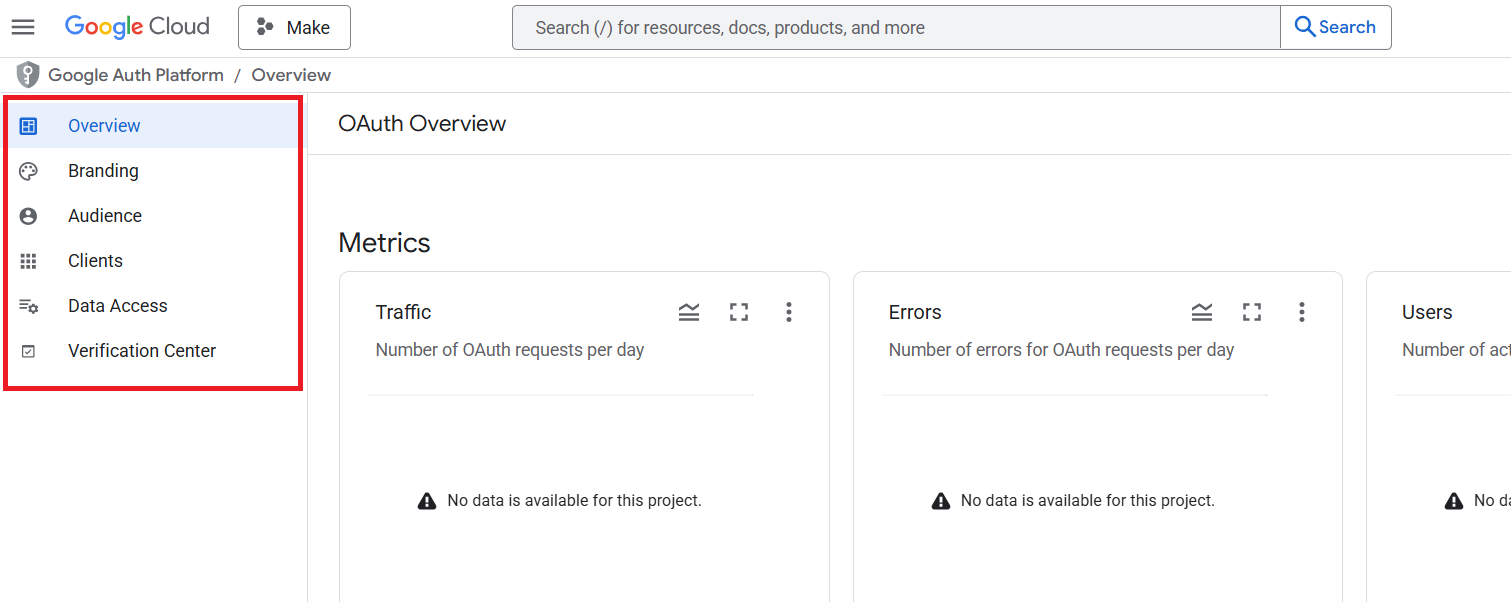 Google Cloud
Make
Search (/) for resources, docs, products, and more
Search
Google Auth Platform / Overview
Overview
Branding
Audience
Clients
Data Access
Verification Center
OAuth Overview
Metrics
Traffic
Number of OAuth requests per day
No data is available for this project.
Errors
Number of errors for OAuth requests per day
No data is available for this project.
Users
Number of
No